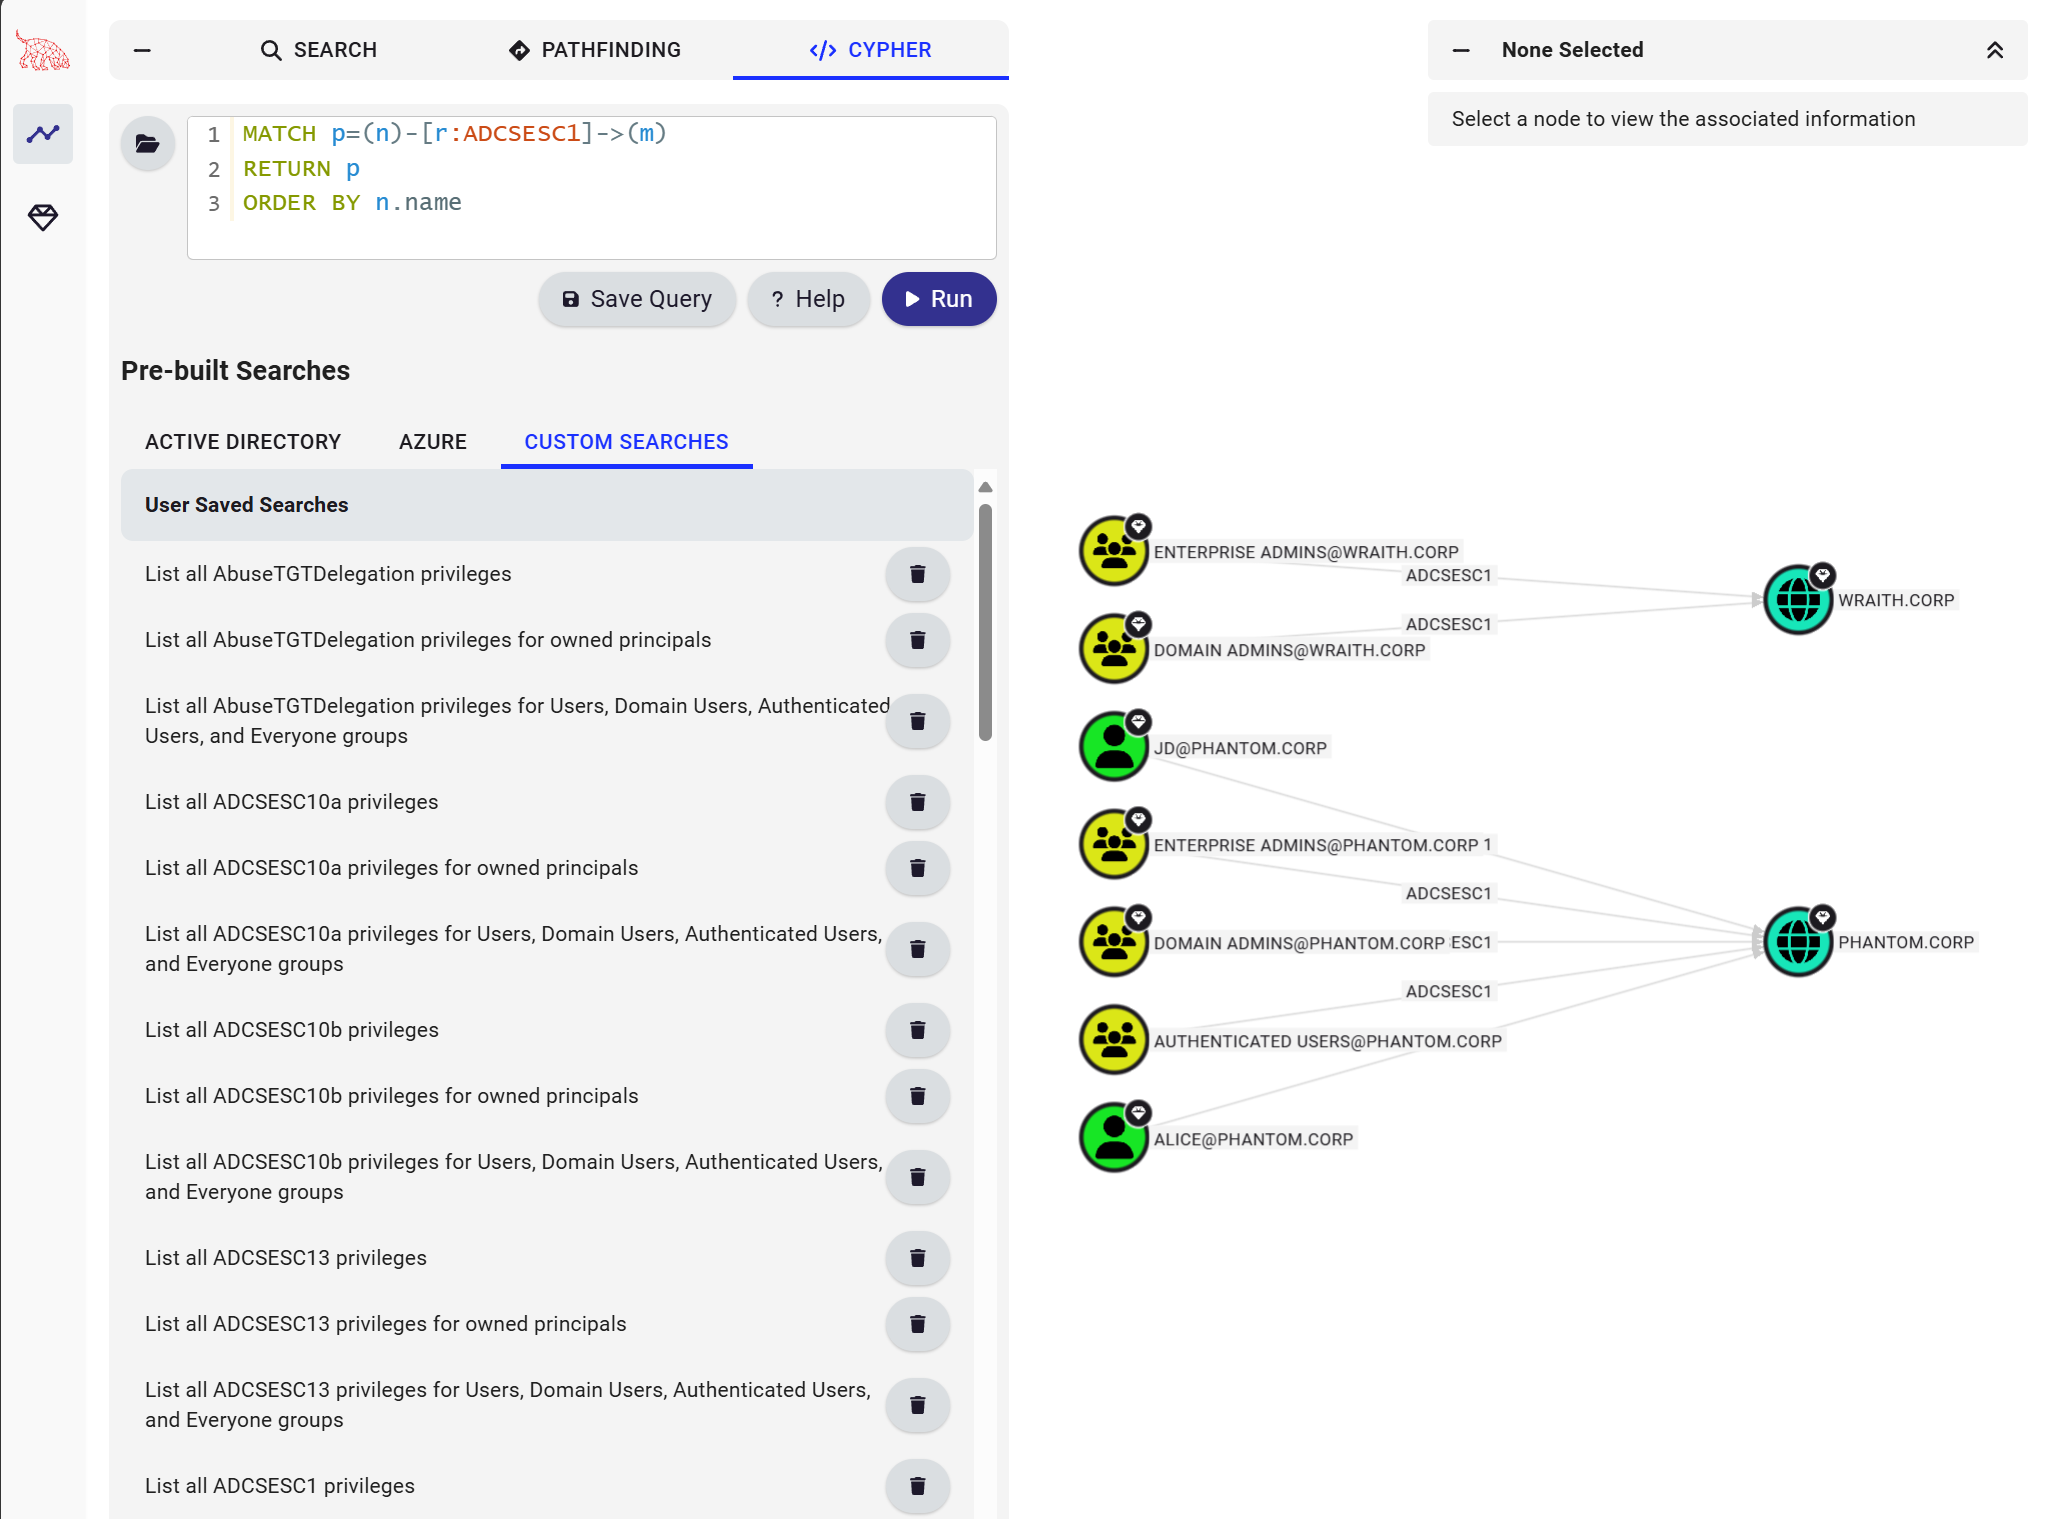 SEARCH
PATHFINDING
</> CYPHER
1 MATCH p=(n)-[r:ADCSESC1]->(m)
2 RETURN p
3 ORDER BY n.name
Save Query
? Help
Run
Pre-built Searches
ACTIVE DIRECTORY
AZURE
CUSTOM SEARCHES
User Saved Searches
List all AbuseTGTDelegation privileges
List all AbuseTGTDelegation privileges for owned principals
List all AbuseTGTDelegation privileges for Users, Domain Users, Authenticated
Users, and Everyone groups
List all ADCSESC10a privileges
List all ADCSESC10a privileges for owned principals
List all ADCSESC10a privileges for Users, Domain Users, Authenticated Users,
and Everyone groups
List all ADCSESC10b privileges
List all ADCSESC10b privileges for owned principals
List all ADCSESC10b privileges for Users, Domain Users, Authenticated Users,
and Everyone groups
List all ADCSESC13 privileges
List all ADCSESC13 privileges for owned principals
List all ADCSESC13 privileges for Users, Domain Users, Authenticated Users,
and Everyone groups
List all ADCSESC1 privileges
None Selected
Select a node to view the associated information
ENTERPRISE ADMINS@WRAITH.CORP
ADCSESC1
WRAITH.CORP
ADCSESC1
DOMAIN ADMINS@WRAITH.CORP
JD@PHANTOM.CORP
ENTERPRISE ADMINS@PHANTOM.CORP 1
ADCSESC1
DOMAIN ADMINS@PHANTOM.CORP ESC1
PHANTOM.CORP
ADCSESC1
AUTHENTICATED USERS@PHANTOM.CORP
ALICE@PHANTOM.CORP